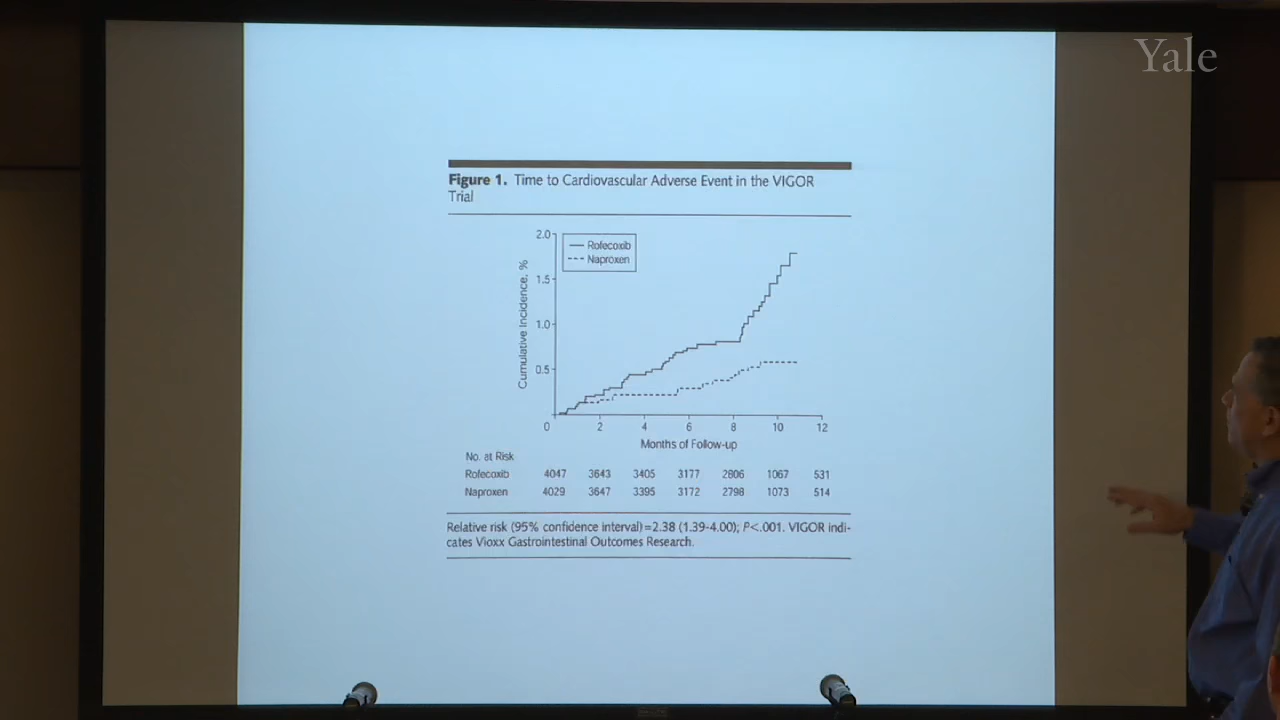 Yale
Figure 1. Time to Cardiovascular Adverse Event in the VIGOR
Trial
2.0
Rofecoxib
Naproxen
1.5
1.0
0.5
Cumulative Incidence, %
0 2 4 6 8 10 12
Months of Follow-up
No. at Risk
Rofecoxib 4047 3643 3405 3177 2806 1067 531
Naproxen 4029 3647 3395 3172 2798 1073 514
Relative risk (95% confidence interval)=2.38 (1.39-4.00); P<.001. VIGOR indi-
cates Vioxx Gastrointestinal Outcomes Research.